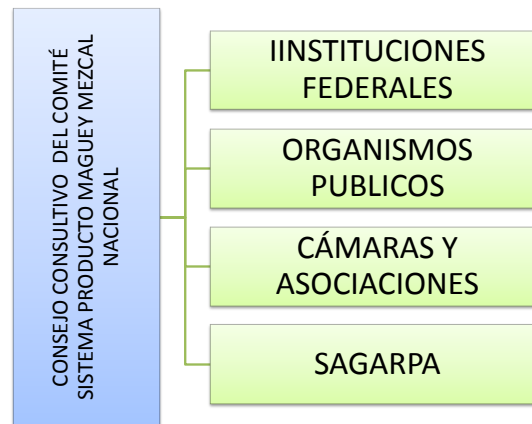 CONSEJO CONSULTIVO DEL COMITÉ
SISTEMA PRODUCTO MAGUEY MEZCAL
NACIONAL
IINSTITUCIONES
FEDERALES
ORGANISMOS
PUBLICOS
CÁMARAS Y
ASOCIACIONES
SAGARPA